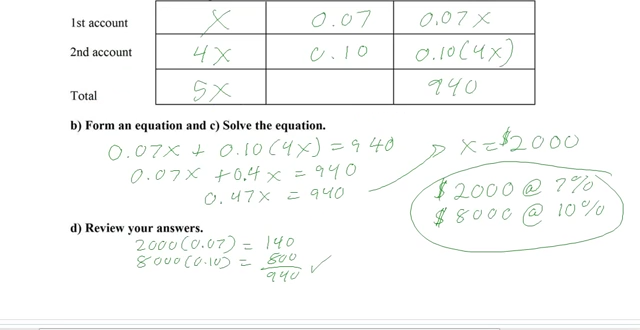 1st account X 0.07 0.07X
2nd account 4X 0.10 0.10(4X)
Total 5X 940
b) Form an equation and c) Solve the equation.
0.07X + 0.10(4X) = 940
0.07X + 0.4X = 940
0.47X = 940
X = $2000
$2000 @ 7%
$8000 @ 10%
d) Review your answers.
2000(0.07) = 140
8000(0.10) = 800
940 ✓